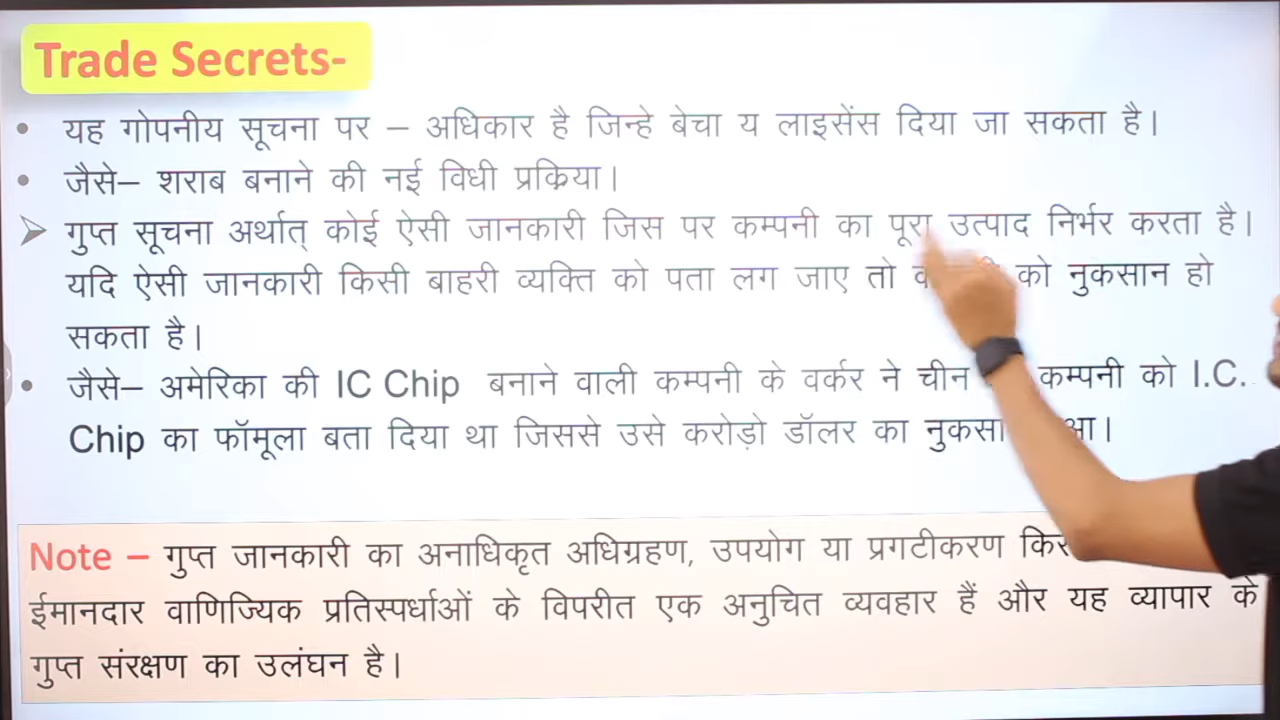 Trade Secrets-
• यह गोपनीय सूचना पर – अधिकार है जिन्हे बेचा य लाइसेंस दिया जा सकता है।
• जैसे– शराब बनाने की नई विधी प्रकिया।
➢ गुप्त सूचना अर्थात् कोई ऐसी जानकारी जिस पर कम्पनी का पूरा उत्पाद निर्भर करता है।
यदि ऐसी जानकारी किसी बाहरी व्यक्ति को पता लग जाए तो को नुकसान हो
सकता है।
• जैसे– अमेरिका की IC Chip बनाने वाली कम्पनी के वर्कर ने चीन कम्पनी को I.C.
Chip का फॉमूला बता दिया था जिससे उसे करोड़ो डॉलर का
Note – गुप्त जानकारी का अनाधिकृत अधिग्रहण, उपयोग या प्रगटीकरण
ईमानदार वाणिज्यिक प्रतिस्पर्धाओं के विपरीत एक अनुचित व्यवहार हैं और यह व्यापार के
गुप्त संरक्षण का उलंघन है।